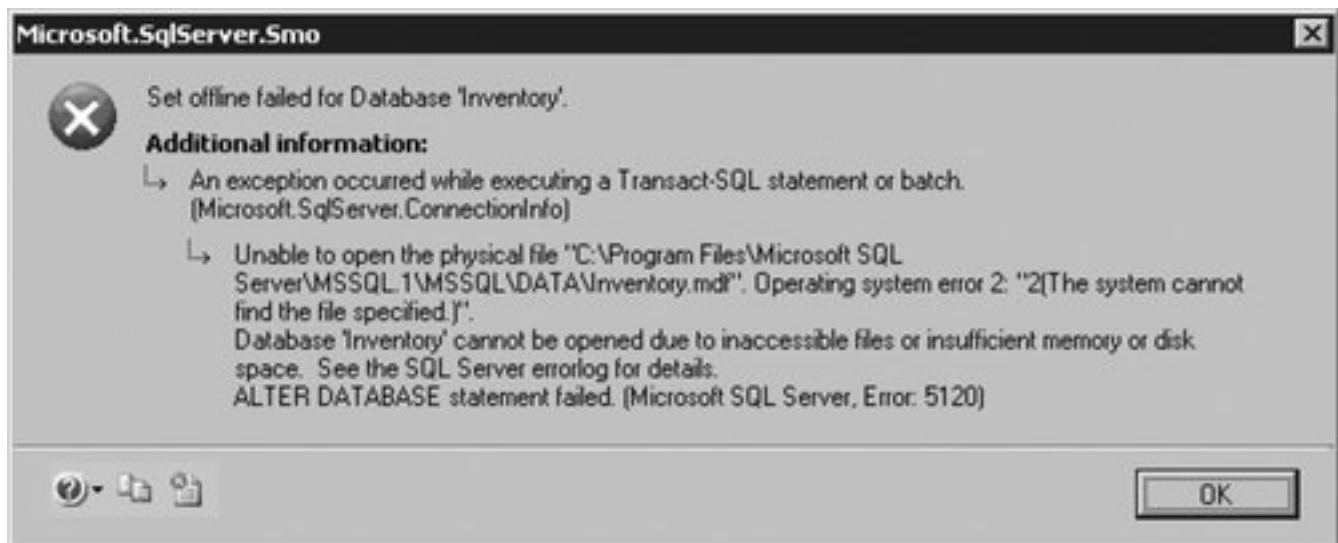 Microsoft.SqlServer.Smo
Set offline failed for Database 'Inventory'.
Additional information:
An exception occurred while executing a Transact-SQL statement or batch.
(Microsoft.SqlServer.ConnectionInfo)
Unable to open the physical file "C:\Program Files\Microsoft SQL
Server\MSSQL.1\MSSQL\DATA\Inventory.mdf". Operating system error 2: "2(The system cannot
find the file specified.)".
Database 'Inventory' cannot be opened due to inaccessible files or insufficient memory or disk
space. See the SQL Server errorlog for details.
ALTER DATABASE statement failed. (Microsoft SQL Server, Error: 5120)
OK